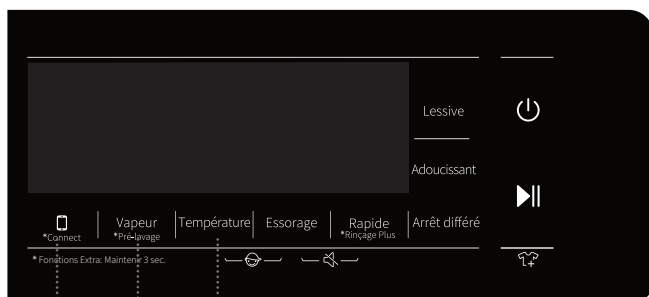 Lessive
Adoucissant
*Connect
Vapeur
*Pré-lavage
Température
Essorage
Rapide
*Rinçage Plus
Arrêt différé
* Fonctions Extra: Maintenir 3 sec.